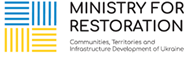 MINISTRY FOR
RESTORATION
Communities, Territories and
Infrastructure Development of Ukraine